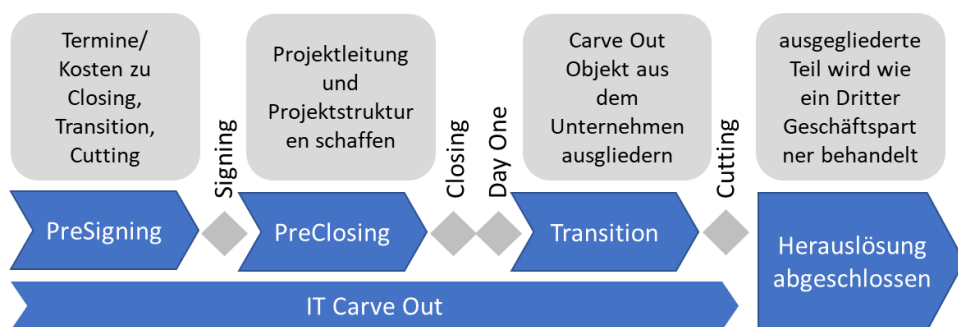 Termine/
Kosten zu
Closing,
Transition,
Cutting
Signing
Projektleitung
und
Projektstruktur
en schaffen
Closing
Day One
Carve Out
Objekt aus
dem
Unternehmen
ausgliedern
Cutting
ausgegliederte
Teil wird wie
ein Dritter
Geschäftspart
ner behandelt
PreSigning
PreClosing
Transition
Herauslösung
abgeschlossen
IT Carve Out